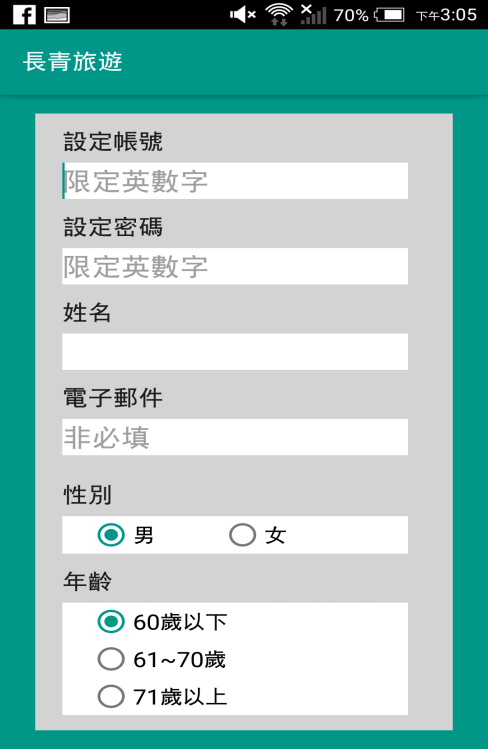 70% 下午3:05
長青旅遊
設定帳號
限定英數字
設定密碼
限定英數字
姓名
電子郵件
非必填
性別
男 女
年齡
60歲以下
61~70歲
71歲以上